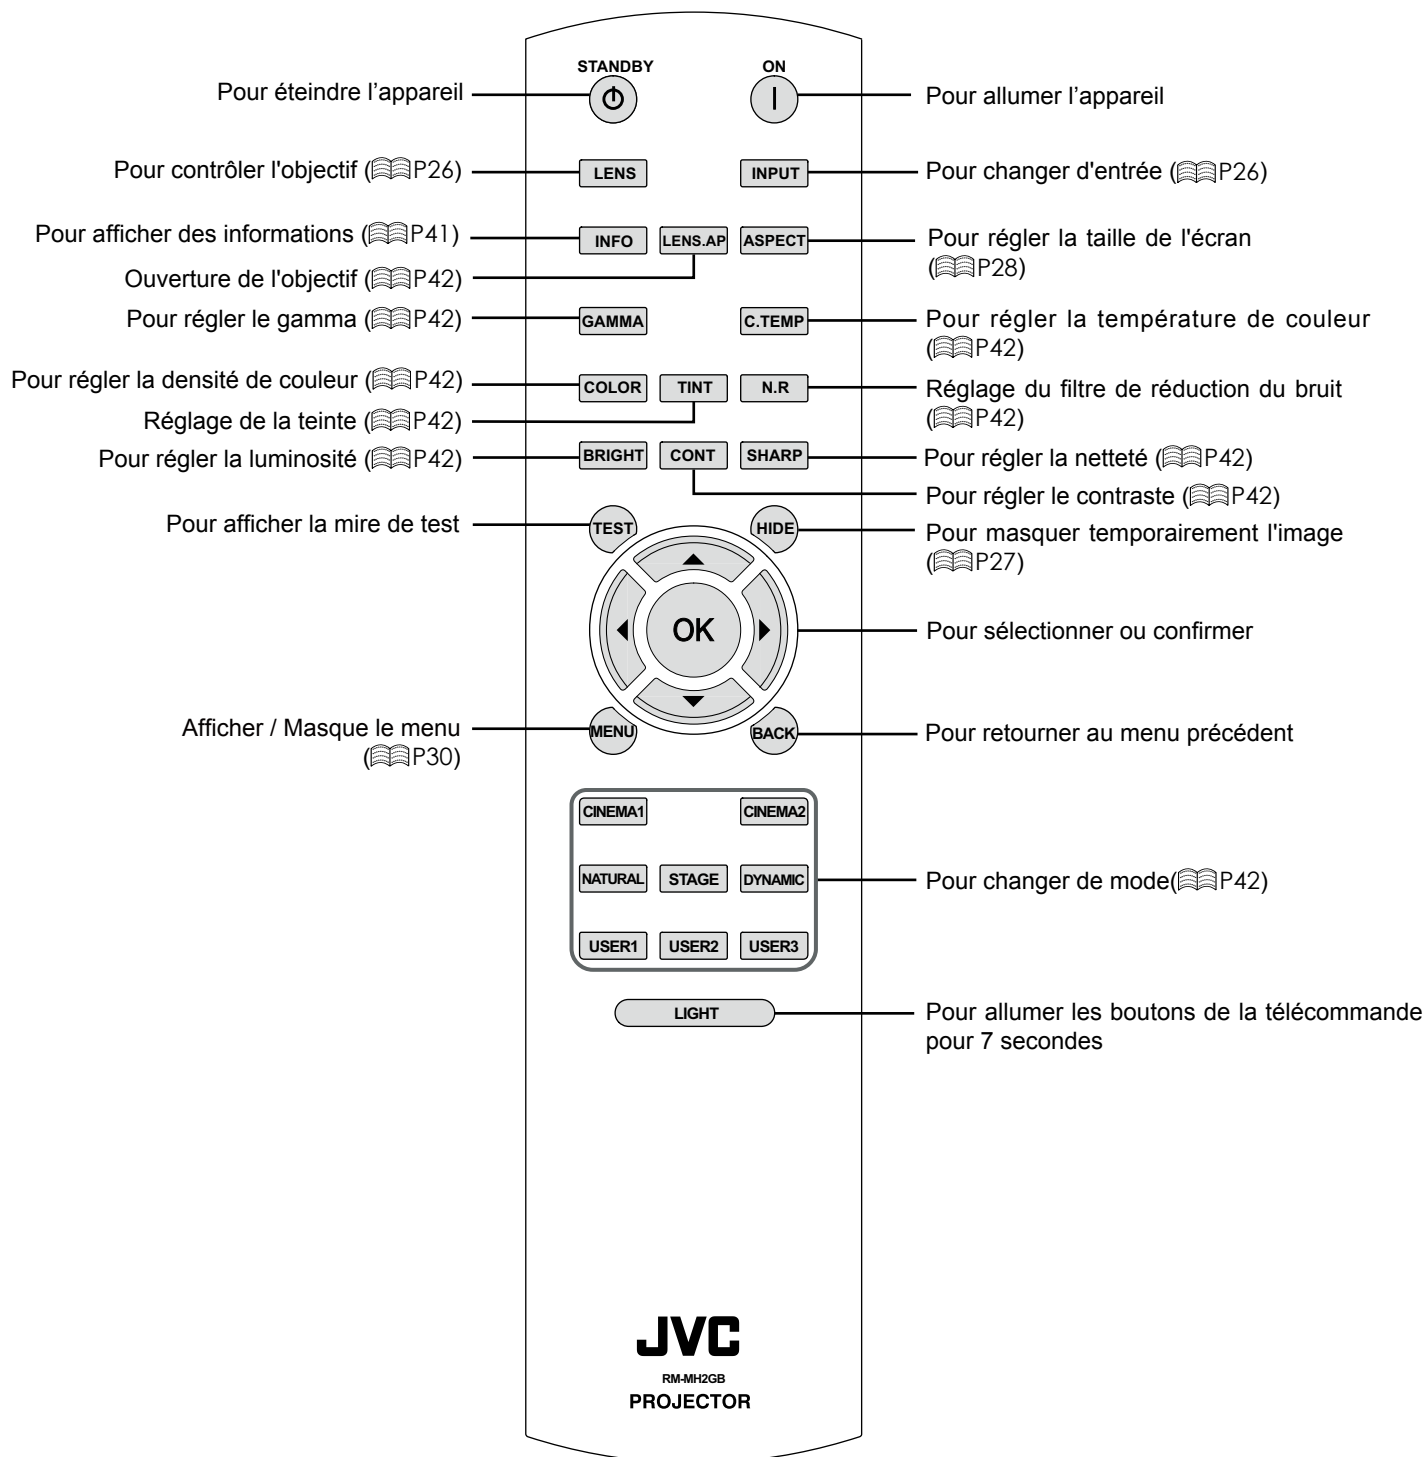 STANDBY
ON
Pour éteindre l’appareil
Pour allumer l’appareil
Pour contrôler l'objectif (P26)
LENS
INPUT
Pour changer d'entrée (P26)
Pour afficher des informations (P41)
INFO
LENS.AP
ASPECT
Pour régler la taille de l'écran
(P28)
Ouverture de l'objectif (P42)
Pour régler le gamma (P42)
GAMMA
C.TEMP
Pour régler la température de couleur
(P42)
Pour régler la densité de couleur (P42)
COLOR
TINT
N.R
Réglage du filtre de réduction du bruit
(P42)
Réglage de la teinte (P42)
Pour régler la luminosité (P42)
BRIGHT
CONT
SHARP
Pour régler la netteté (P42)
Pour régler le contraste (P42)
Pour afficher la mire de test
TEST
HIDE
Pour masquer temporairement l'image
(P27)
OK
Pour sélectionner ou confirmer
Afficher / Masque le menu
(P30)
MENU
BACK
Pour retourner au menu précédent
CINEMA1
CINEMA2
NATURAL
STAGE
DYNAMIC
Pour changer de mode(P42)
USER1
USER2
USER3
LIGHT
Pour allumer les boutons de la télécommande
pour 7 secondes
JVC
RM-MH2GB
PROJECTOR